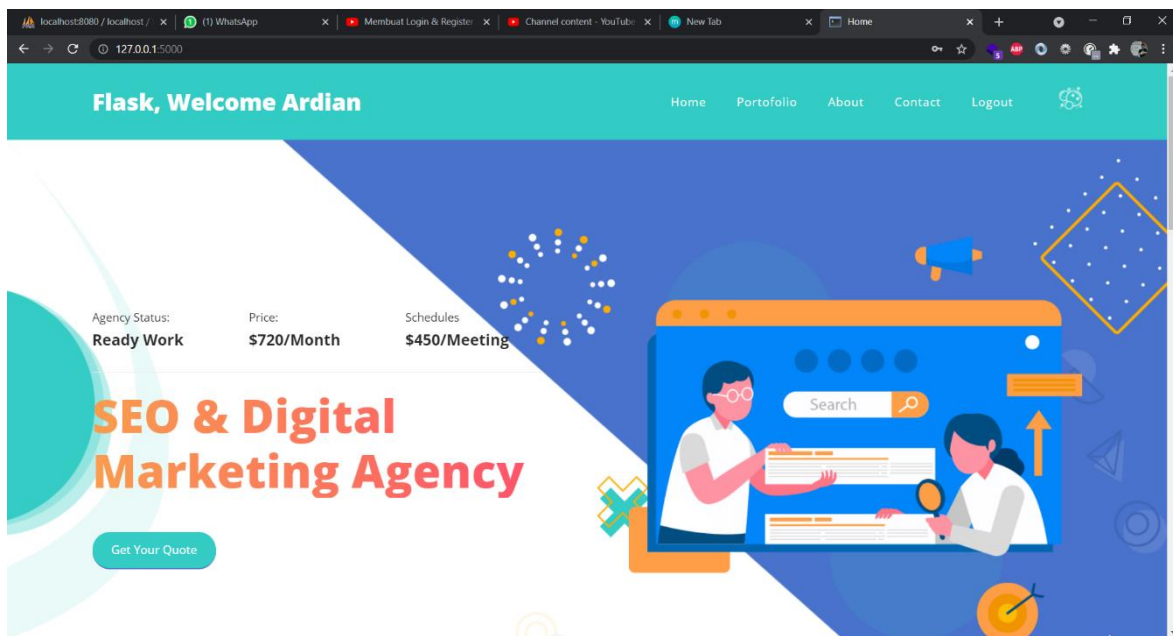 localhost:8080 / localhost /
(1) WhatsApp
Membuat Login & Register
Channel content - YouTube
New Tab
Home
127.0.0.1:5000
ABP
5
Flask, Welcome Ardian
Home Portofolio About Contact Logout
Agency Status: Price: Schedules
Ready Work $720/Month $450/Meeting
SEO & Digital
Marketing Agency
Get Your Quote
Search